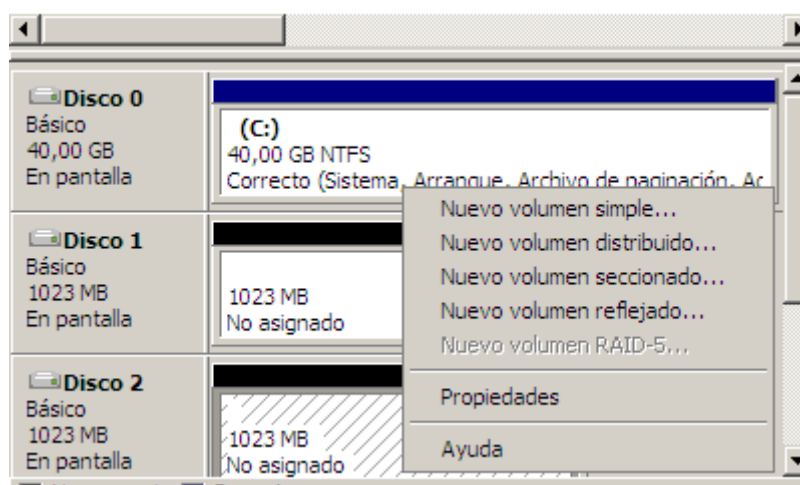 Disco 0
Básico
40,00 GB
En pantalla
(C:)
40,00 GB NTFS
Correcto (Sistema, Arranque, Archivo de paginación, Ac
Disco 1
Básico
1023 MB
En pantalla
1023 MB
No asignado
Disco 2
Básico
1023 MB
En pantalla
1023 MB
No asignado
Nuevo volumen simple...
Nuevo volumen distribuido...
Nuevo volumen seccionado...
Nuevo volumen reflejado...
Nuevo volumen RAID-5...
Propiedades
Ayuda